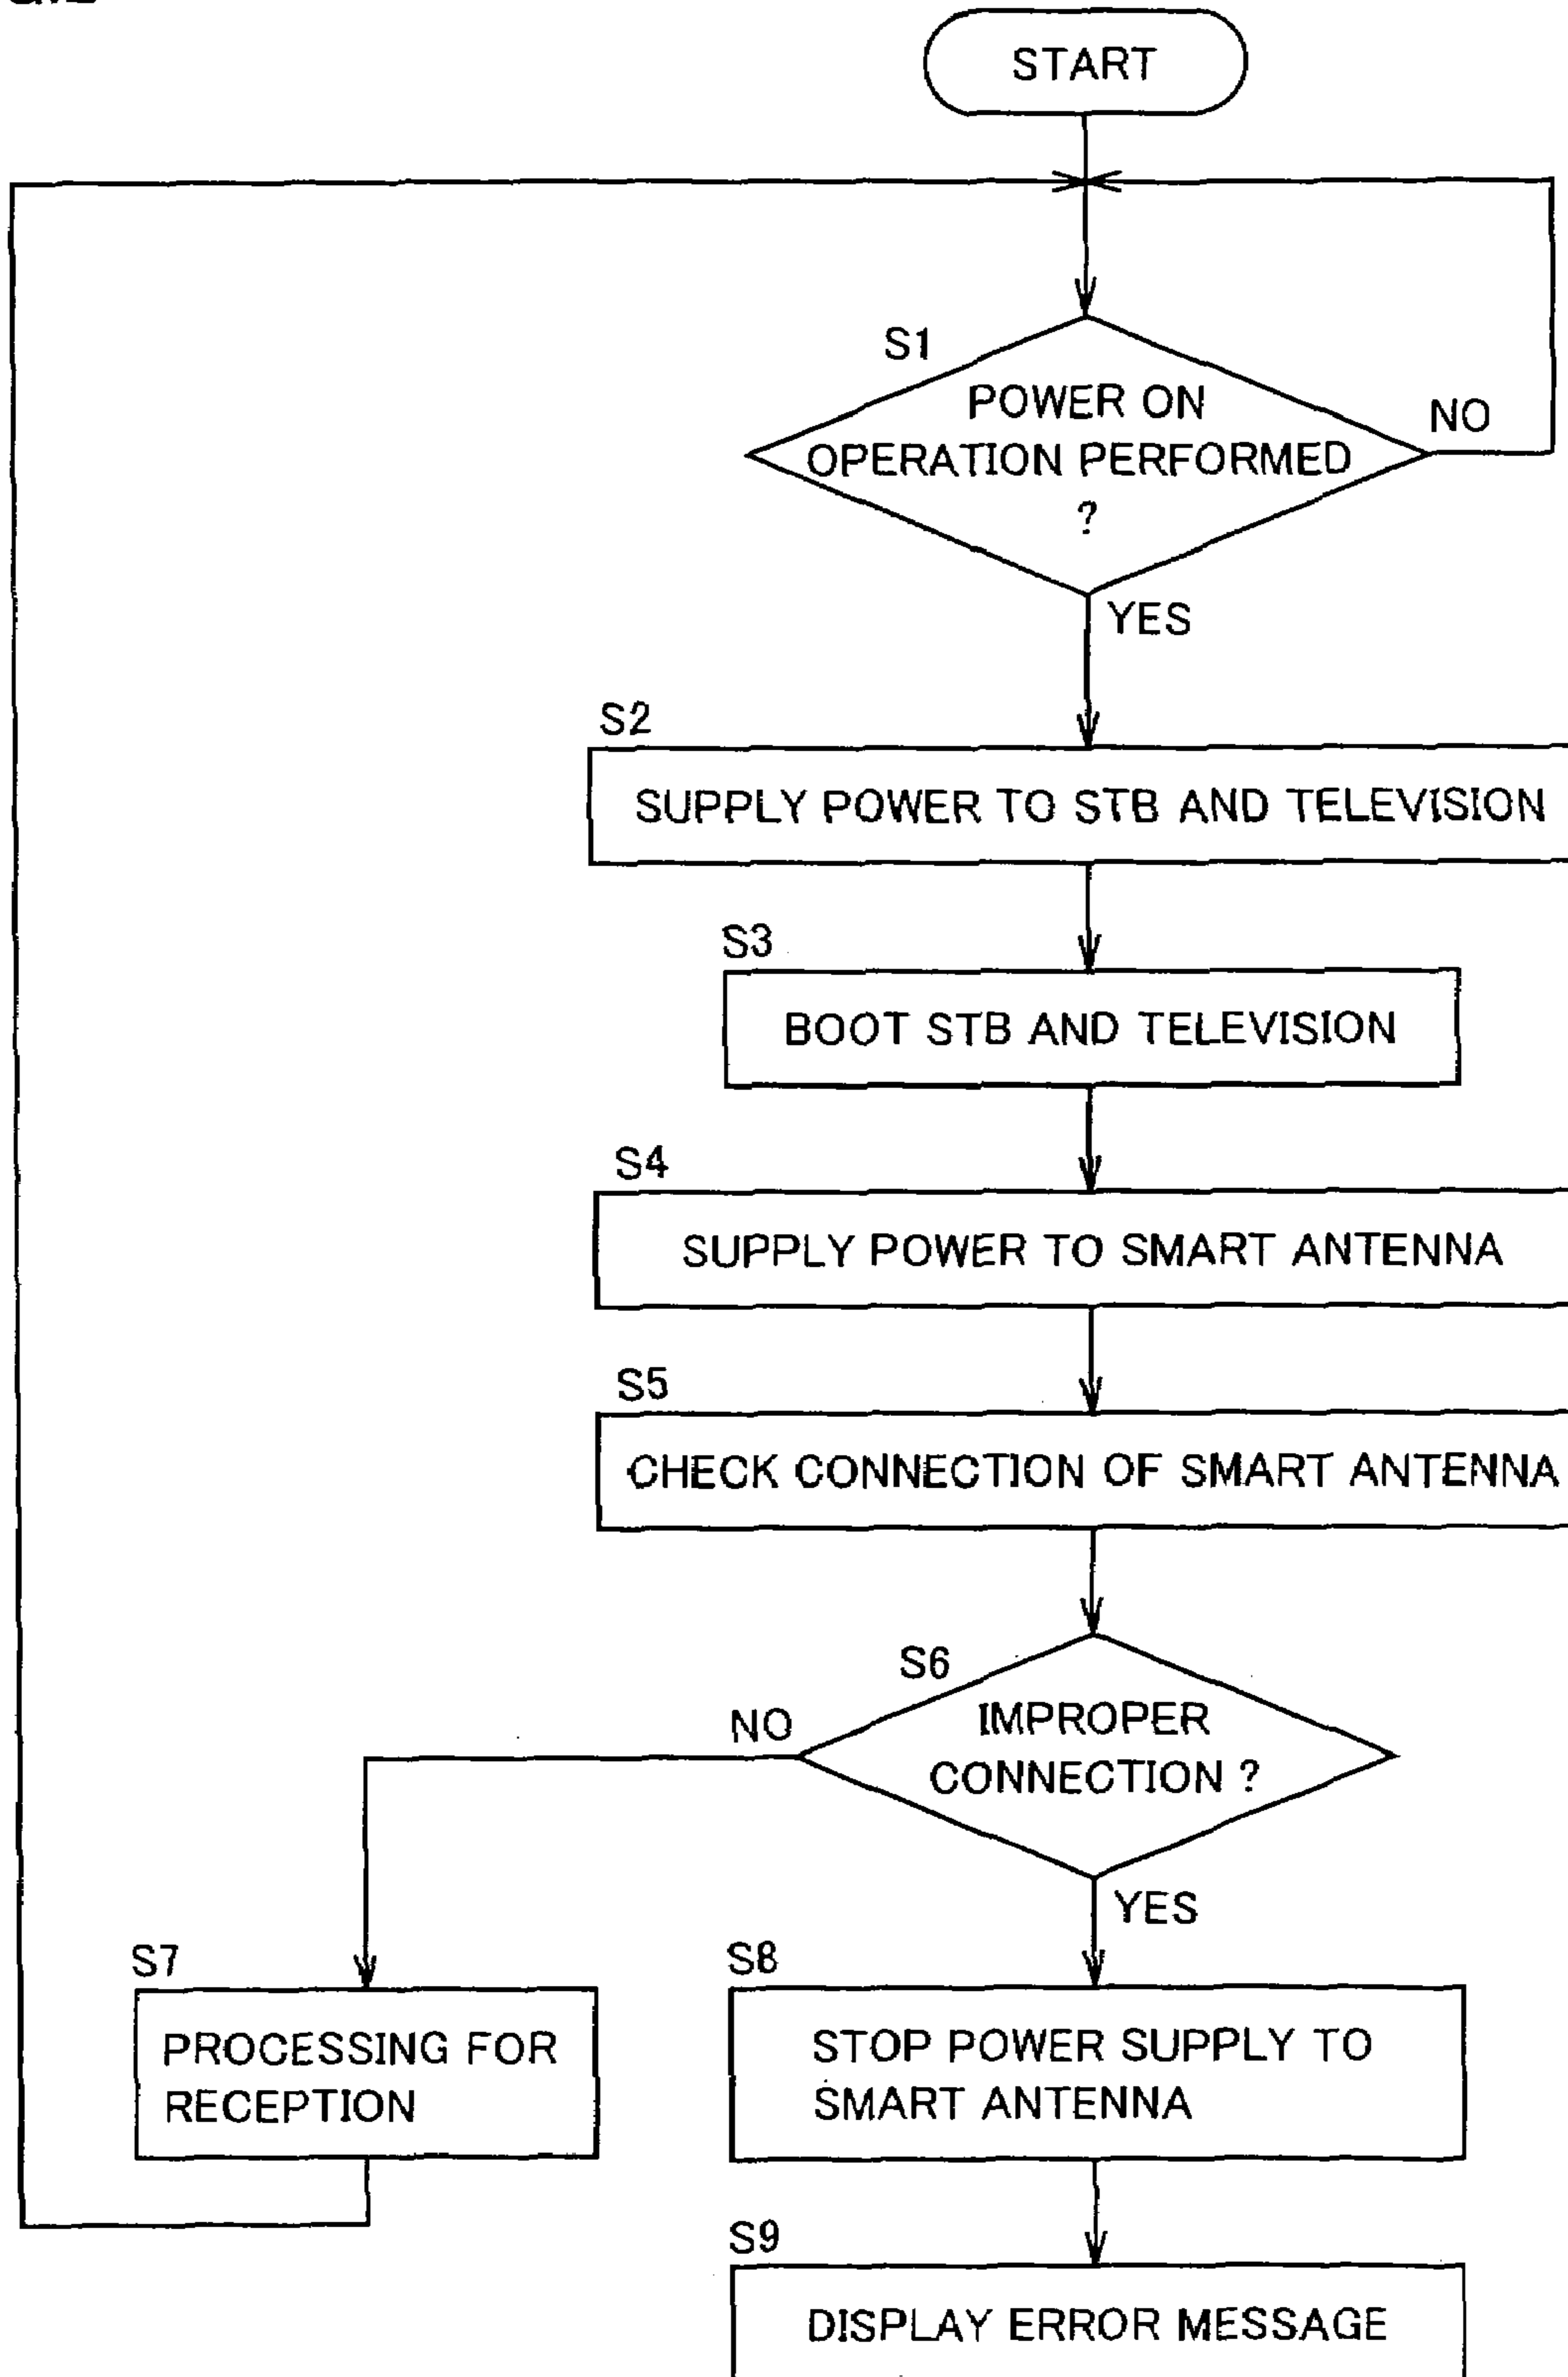 START
S1
POWER ON
OPERATION PERFORMED
?
NO
YES
S2
SUPPLY POWER TO STB AND TELEVISION
S3
BOOT STB AND TELEVISION
S4
SUPPLY POWER TO SMART ANTENNA
S5
CHECK CONNECTION OF SMART ANTENNA
S6
IMPROPER
CONNECTION ?
NO
YES
S7
PROCESSING FOR
RECEPTION
S8
STOP POWER SUPPLY TO
SMART ANTENNA
S9
DISPLAY ERROR MESSAGE